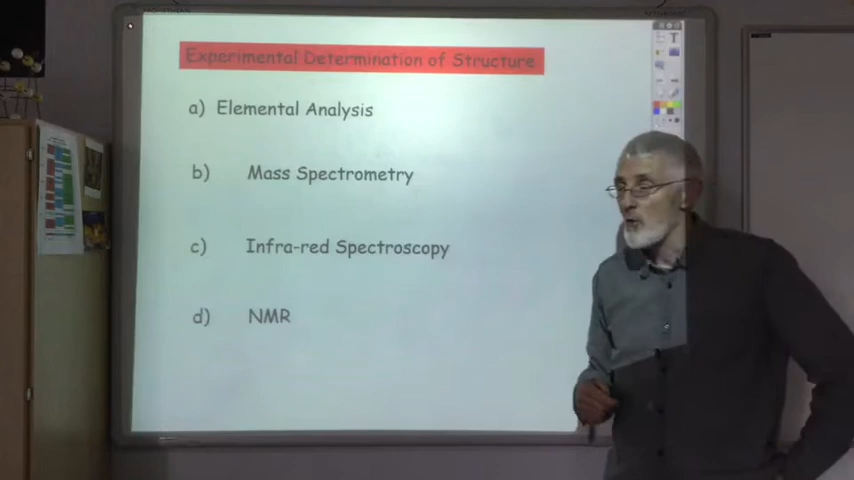 Experimental Determination of Structure
a) Elemental Analysis
b) Mass Spectrometry
c) Infra-red Spectroscopy
d) NMR